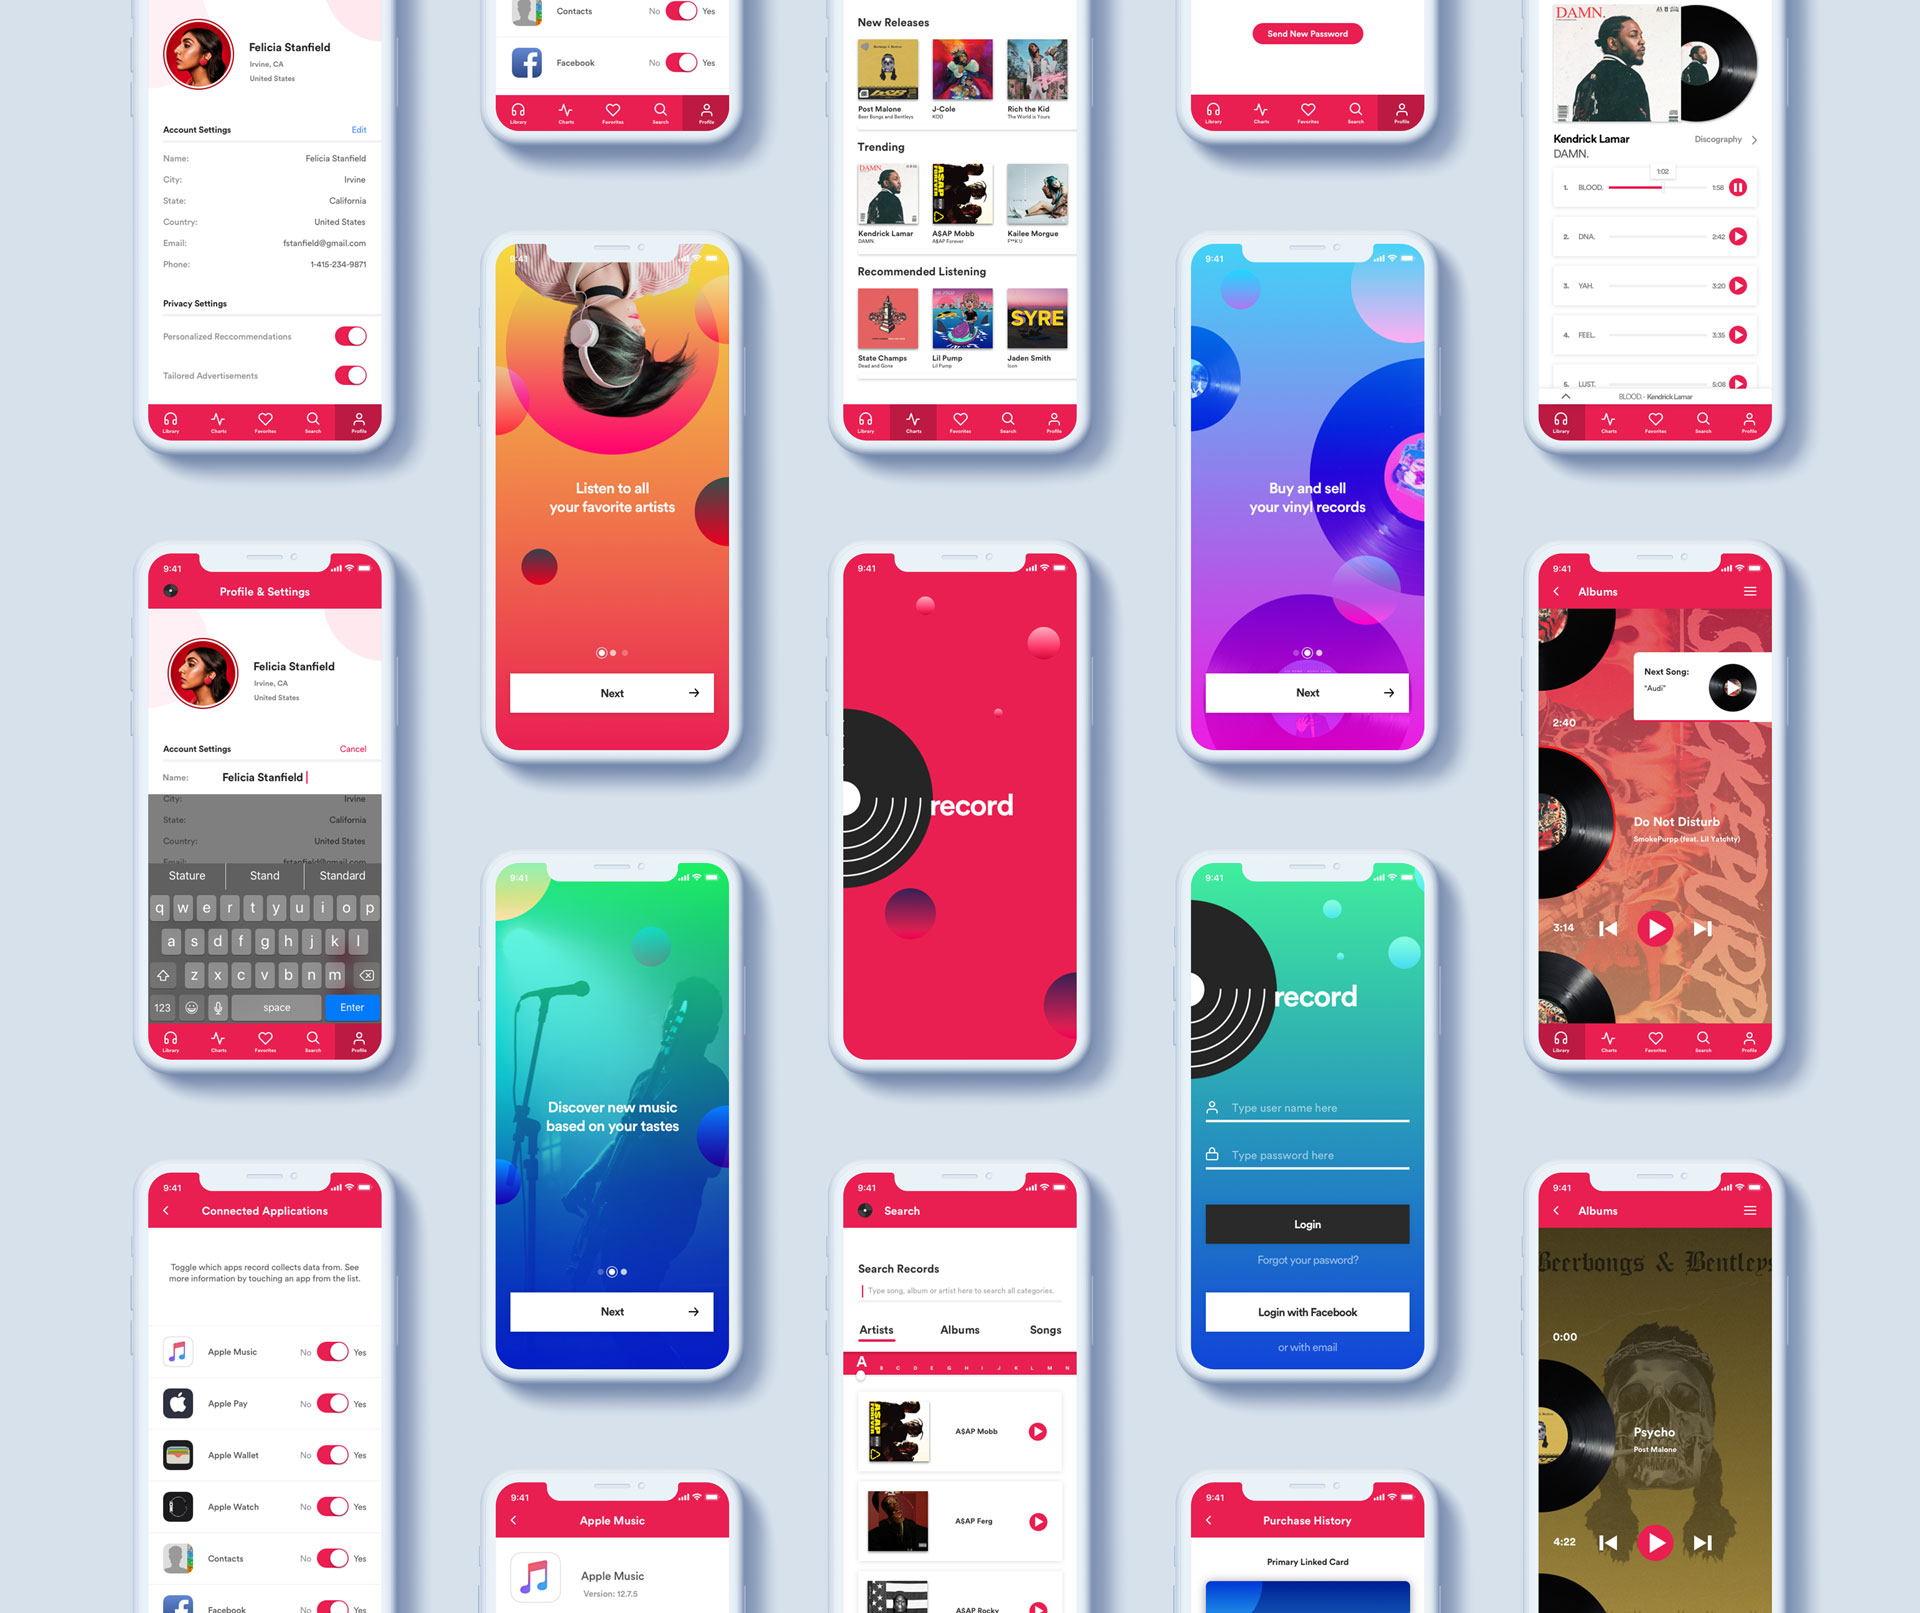 Felicia Stanfield
Irvine, CA
United States
Account Settings
Edit
Name: Felicia Stanfield
City: Irvine
State: California
Country: United States
Email: fstanfield@gmail.com
Phone: 1-415-234-9871
Privacy Settings
Personalized Reccommendations
Tailored Advertisements
Library Charts Favorites Search Profile
9:41
Profile & Settings
Felicia Stanfield
Irvine, CA
United States
Account Settings
Cancel
Name: Felicia Stanfield
City: Irvine
State: California
Country: United States
Email: fstanfield@gmail.com
Stature Stand Standard
q w e r t y u i o p
a s d f g h j k l
z x c v b n m
123 space Enter
Library Charts Favorites Search Profile
9:41
Connected Applications
Toggle which apps record collects data from. See
more information by touching an app from the list.
Apple Music No Yes
Apple Pay No Yes
Apple Wallet No Yes
Apple Watch No Yes
Contacts No Yes
Facebook No Yes
Contacts No Yes
Facebook No Yes
Library Charts Favorites Search Profile
9:41
Listen to all
your favorite artists
Next
9:41
Discover new music
based on your tastes
Next
9:41
Apple Music
Apple Music
Version: 12.7.5
New Releases
Post Malone
Beer Bongs and Bentleys
J-Cole
KOD
Rich the Kid
The World is Yours
Trending
DAMN.
A$AP
FOREVER
Kendrick Lamar
DAMN.
A$AP Mobb
A$AP Forever
Kailee Morgue
F**K U
Recommended Listening
SYRE
State Champs
Dead and Gone
Lil Pump
Lil Pump
Jaden Smith
Icon
Library Charts Favorites Search Profile
9:41
record
9:41
Search
Search Records
Type song, album or artist here to search all categories.
Artists Albums Songs
A B C D E G H I J K L M N
A$AP
FOREVER
A$AP Mobb
A$AP Ferg
A$AP Rocky
Send New Password
Library Charts Favorites Search Profile
9:41
Buy and sell
your vinyl records
Next
9:41
record
Type user name here
Type password here
Login
Forgot your pasword?
Login with Facebook
or with email
9:41
Purchase History
Primary Linked Card
DAMN.
Kendrick Lamar
DAMN.
Discography
1:02
1. BLOOD. 1:58
2. DNA. 2:42
3. YAH. 3:20
4. FEEL. 3:35
5. LUST. 5:08
BLOOD. - Kendrick Lamar
Library Charts Favorites Search Profile
9:41
Albums
Next Song:
"Audi"
2:40
Do Not Disturb
SmokePurpp (feat. Lil Yatchty)
3:14
Library Charts Favorites Search Profile
9:41
Albums
Beerbongs & Bentleys
0:00
Psycho
Post Malone
4:22